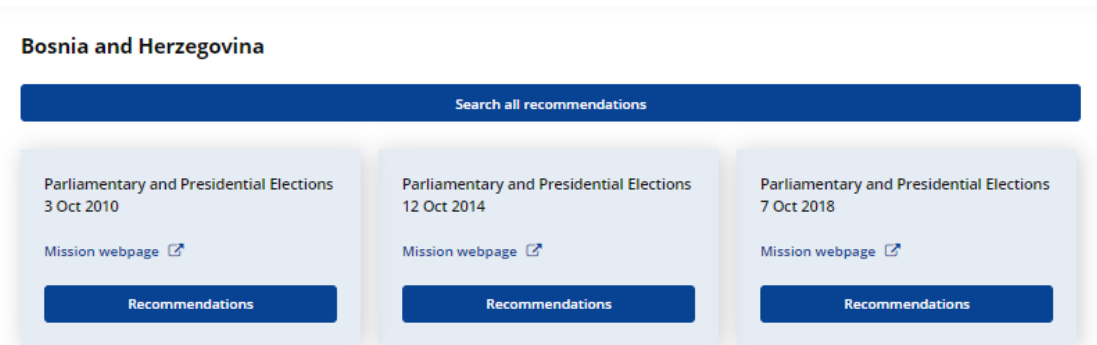 Bosnia and Herzegovina
Search all recommendations
Parliamentary and Presidential Elections
3 Oct 2010
Mission webpage
Recommendations
Parliamentary and Presidential Elections
12 Oct 2014
Mission webpage
Recommendations
Parliamentary and Presidential Elections
7 Oct 2018
Mission webpage
Recommendations